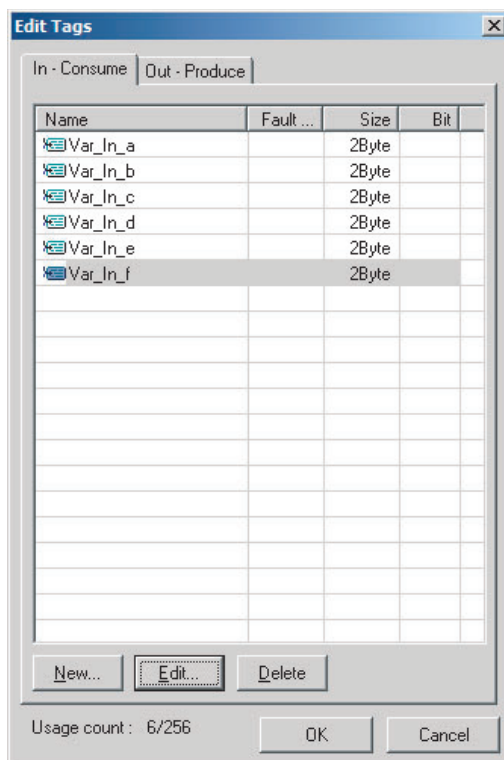 Edit Tags
In - Consume Out - Produce
Name Fault ... Size Bit
Var_In_a 2Byte
Var_In_b 2Byte
Var_In_c 2Byte
Var_In_d 2Byte
Var_In_e 2Byte
Var_In_f 2Byte
New... Edit... Delete
Usage count : 6/256 OK Cancel